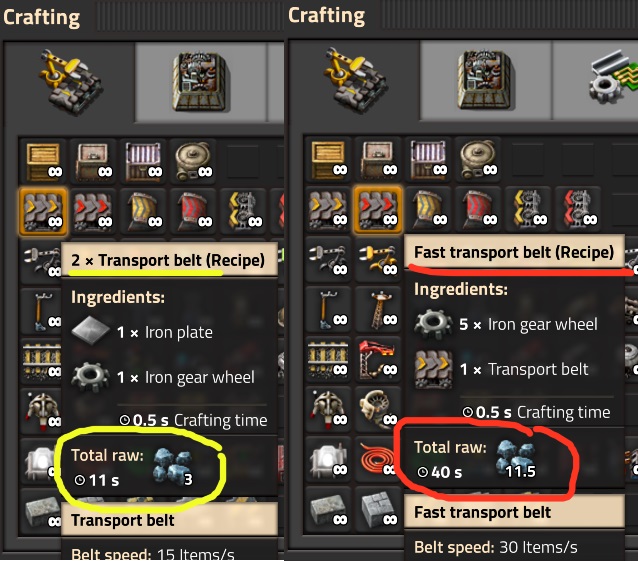 Crafting
2 × Transport belt (Recipe)
Ingredients:
1 × Iron plate
1 × Iron gear wheel
0.5 s Crafting time
Total raw:
11 s
3
Transport belt
Belt speed: 15 Items/s
Crafting
Fast transport belt (Recipe)
Ingredients:
5 × Iron gear wheel
1 × Transport belt
0.5 s Crafting time
Total raw:
40 s
11.5
Fast transport belt
Belt speed: 30 Items/s